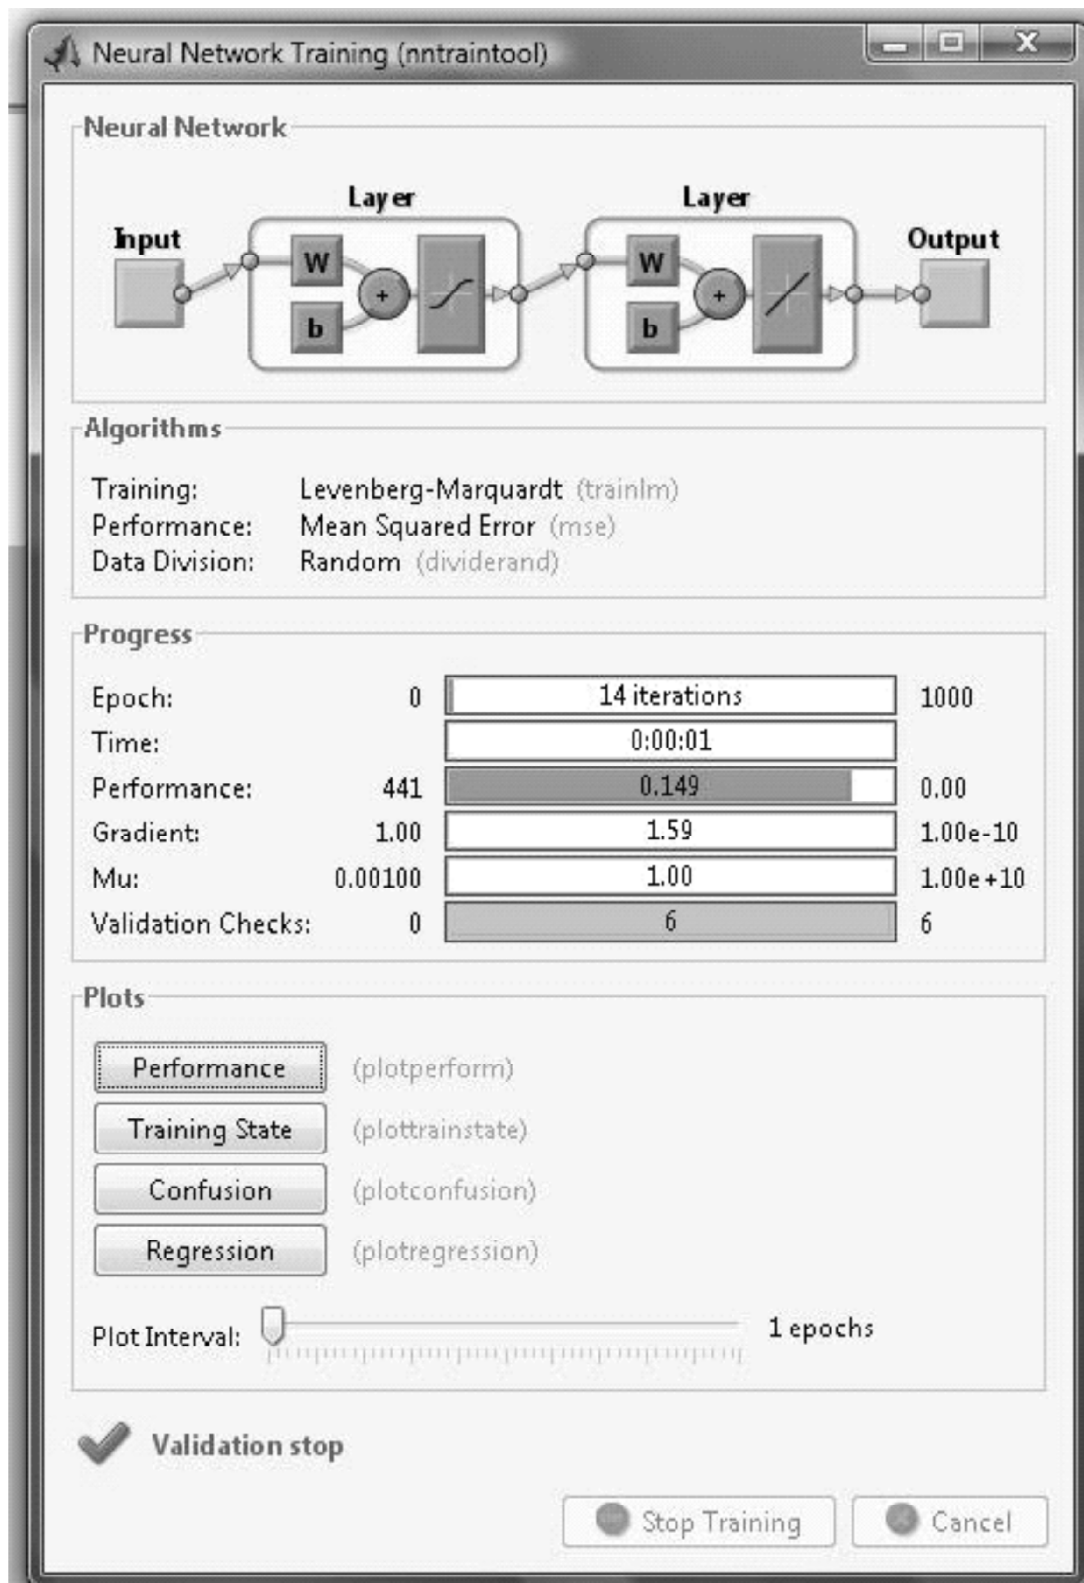 Neural Network Training (nntraintool)
Neural Network
Layer Layer
Input Output
W W
+ +
b b
Algorithms
Training: Levenberg-Marquardt (trainlm)
Performance: Mean Squared Error (mse)
Data Division: Random (dividerand)
Progress
Epoch: 0 14 iterations 1000
Time: 0:00:01
Performance: 441 0.149 0.00
Gradient: 1.00 1.59 1.00e-10
Mu: 0.00100 1.00 1.00e+10
Validation Checks: 0 6 6
Plots
Performance (plotperform)
Training State (plottrainstate)
Confusion (plotconfusion)
Regression (plotregression)
Plot Interval: 1 epochs
Validation stop
Stop Training Cancel